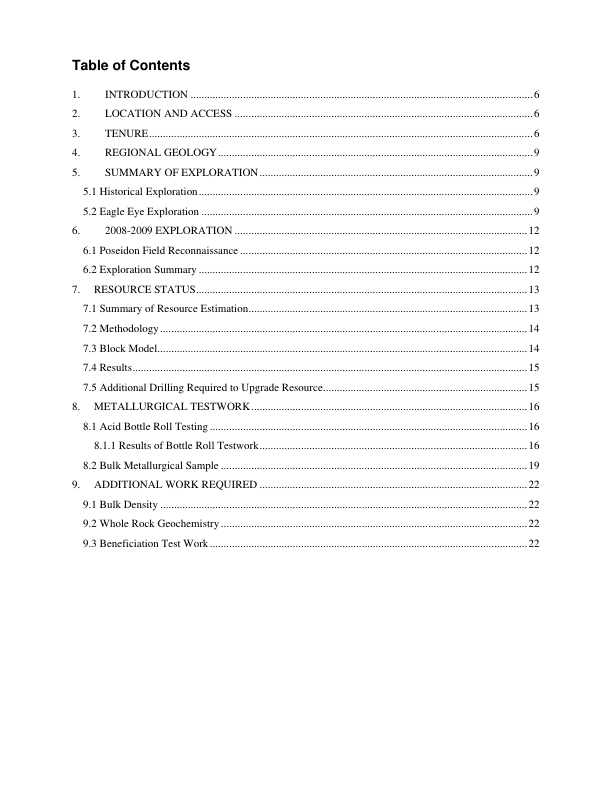 Table of Contents
1. INTRODUCTION ........................................................................................................................ 6
2. LOCATION AND ACCESS ........................................................................................................ 6
3. TENURE...................................................................................................................................... 6
4. REGIONAL GEOLOGY.............................................................................................................. 9
5. SUMMARY OF EXPLORATION............................................................................................... 9
5.1 Historical Exploration................................................................................................................... 9
5.2 Eagle Eye Exploration .................................................................................................................. 9
6. 2008-2009 EXPLORATION ....................................................................................................... 12
6.1 Poseidon Field Reconnaissance ..................................................................................................... 12
6.2 Exploration Summary ................................................................................................................... 12
7. RESOURCE STATUS.................................................................................................................... 13
7.1 Summary of Resource Estimation.................................................................................................. 13
7.2 Methodology ................................................................................................................................. 14
7.3 Block Model.................................................................................................................................. 14
7.4 Results........................................................................................................................................... 15
7.5 Additional Drilling Required to Upgrade Resource....................................................................... 15
8. METALLURGICAL TESTWORK................................................................................................. 16
8.1 Acid Bottle Roll Testing ............................................................................................................... 16
8.1.1 Results of Bottle Roll Testwork.............................................................................................. 16
8.2 Bulk Metallurgical Sample ........................................................................................................... 19
9. ADDITIONAL WORK REQUIRED .............................................................................................. 22
9.1 Bulk Density ................................................................................................................................. 22
9.2 Whole Rock Geochemistry ........................................................................................................... 22
9.3 Beneficiation Test Work ............................................................................................................... 22